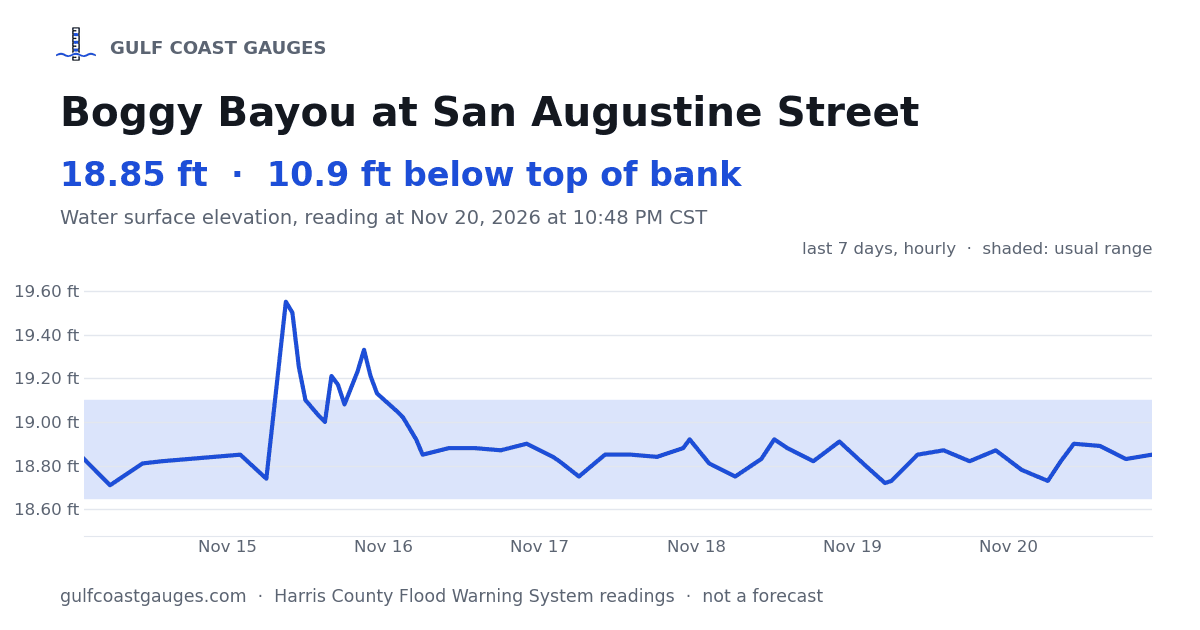 GULF COAST GAUGES
Boggy Bayou at San Augustine Street
18.85 ft · 10.9 ft below top of bank
Water surface elevation, reading at Nov 20, 2026 at 10:48 PM CST
last 7 days, hourly · shaded: usual range
19.60 ft
19.40 ft
19.20 ft
19.00 ft
18.80 ft
18.60 ft
Nov 15 Nov 16 Nov 17 Nov 18 Nov 19 Nov 20
gulfcoastgauges.com · Harris County Flood Warning System readings · not a forecast